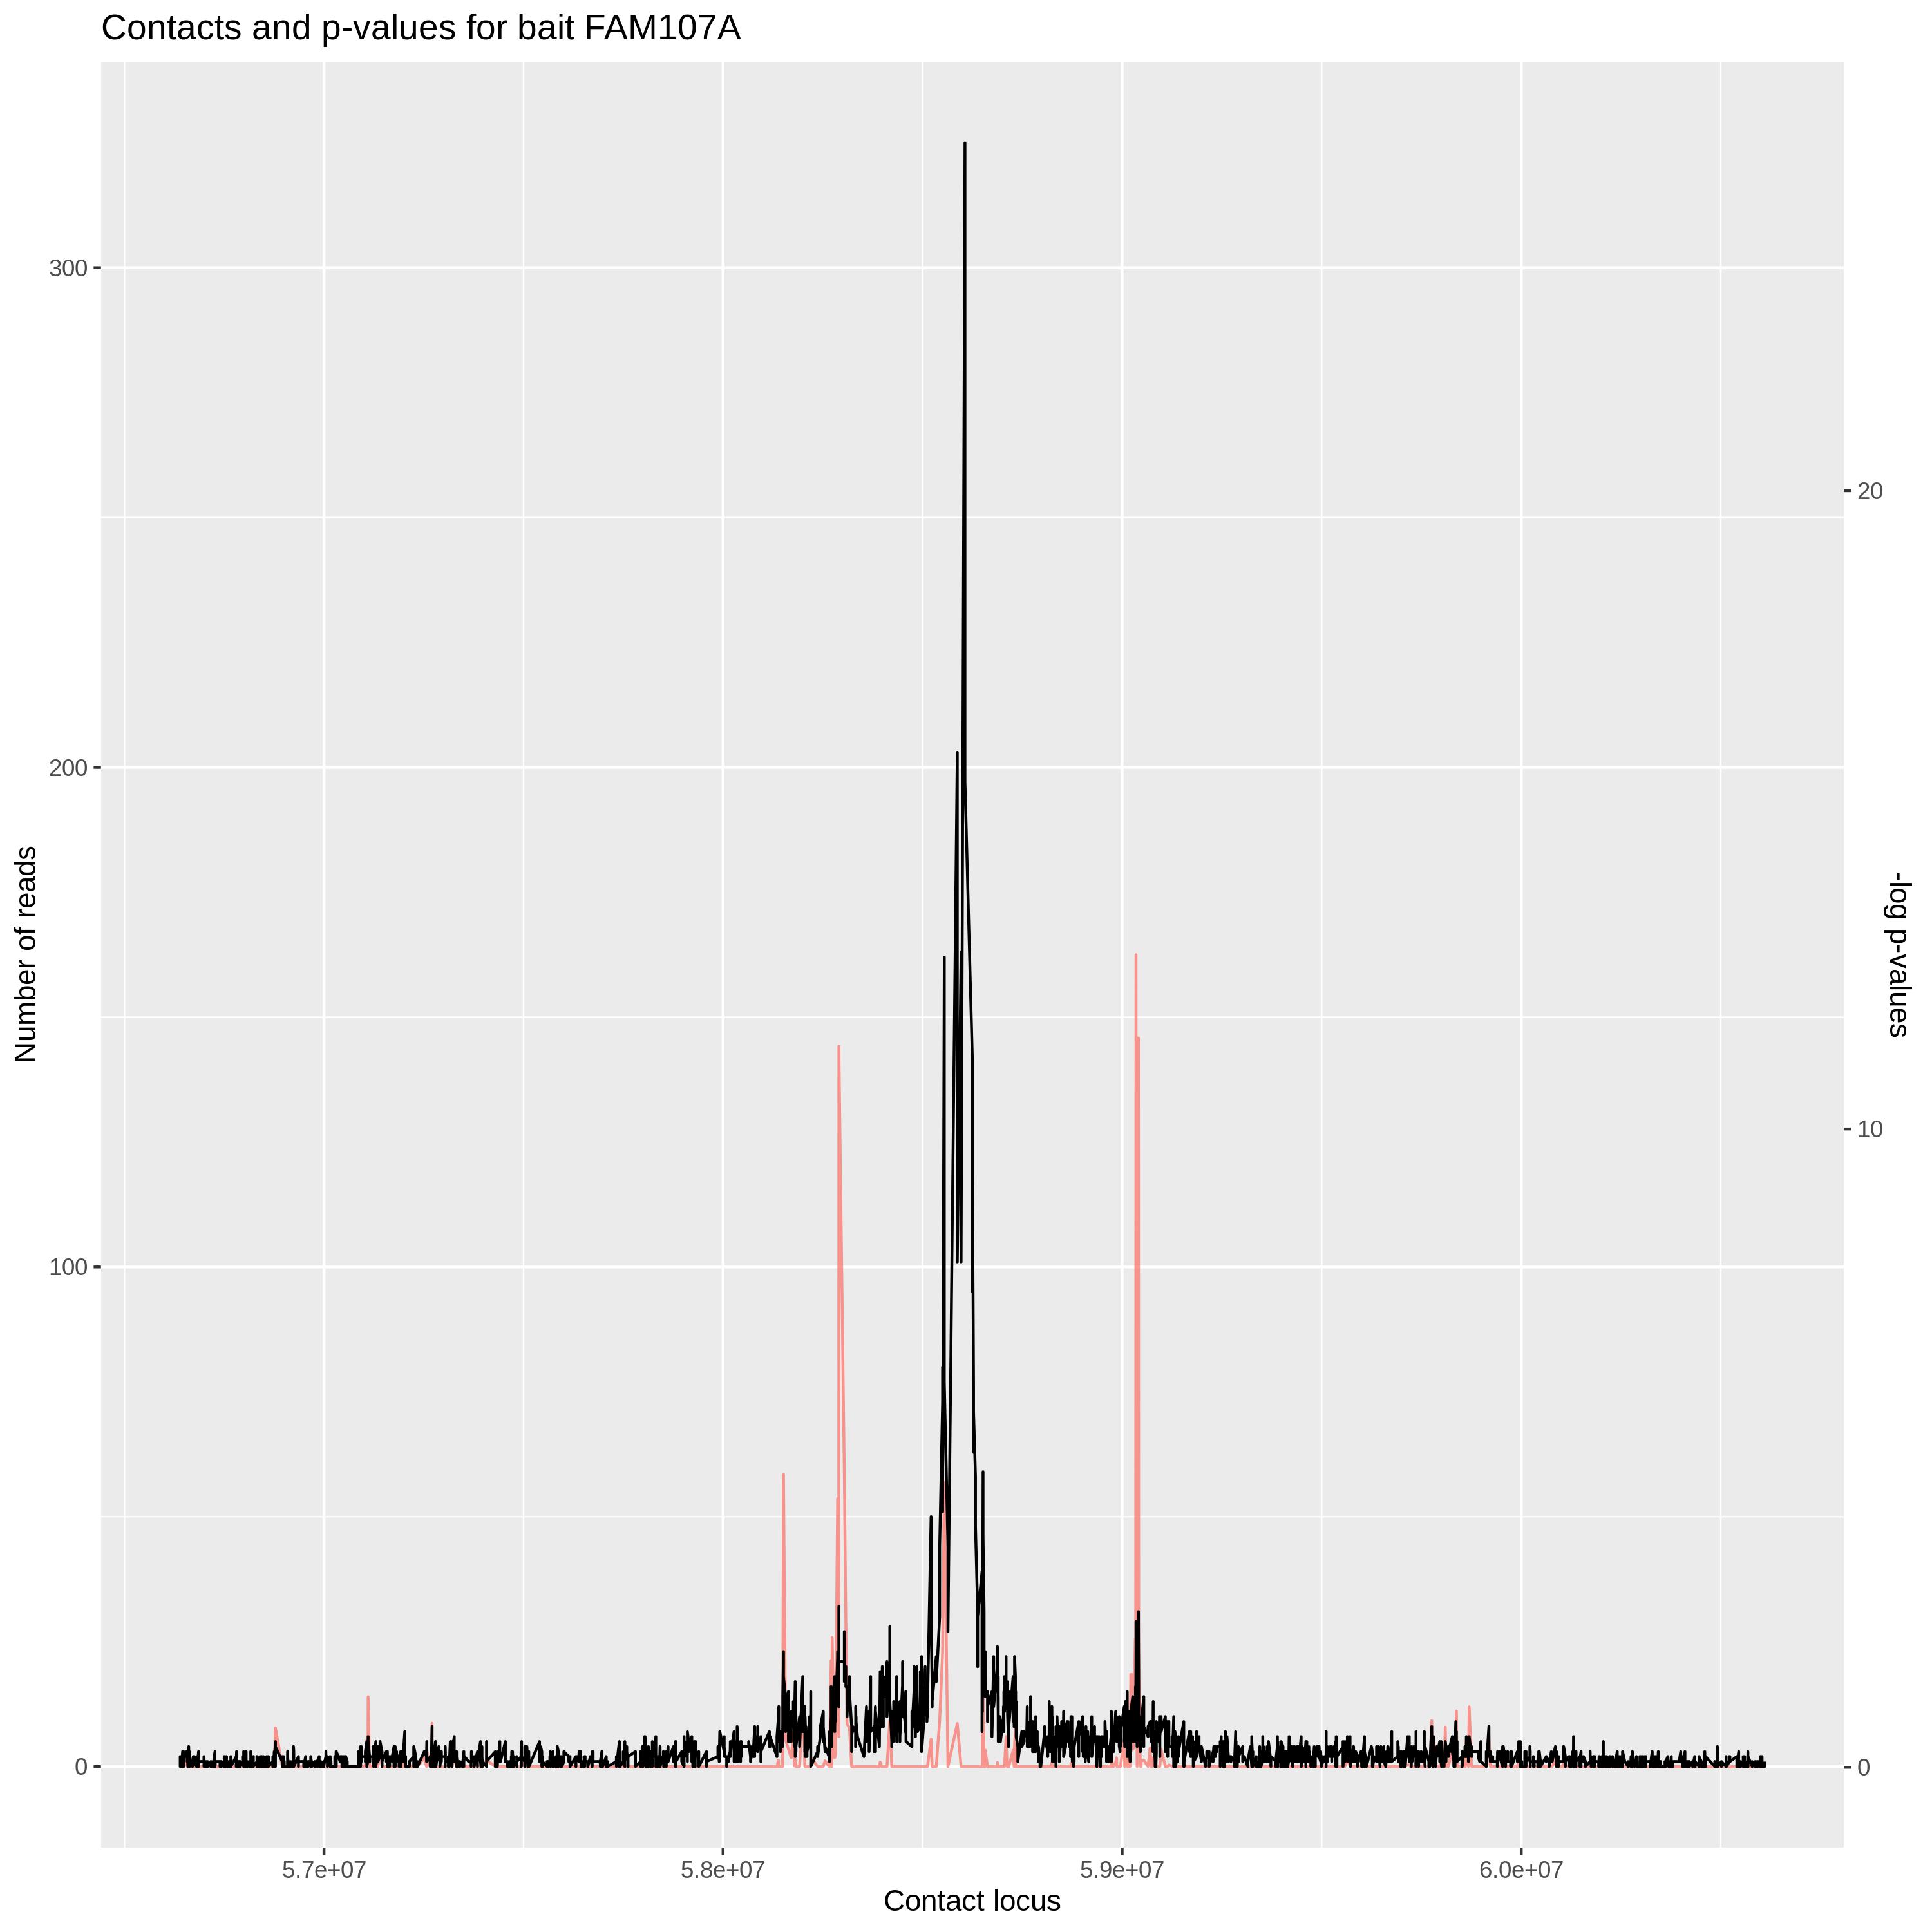 Contacts and p-values for bait FAM107A
300
200
100
0
Number of reads
20
10
0
-log p-values
5.7e+07
5.8e+07
5.9e+07
6.0e+07
Contact locus